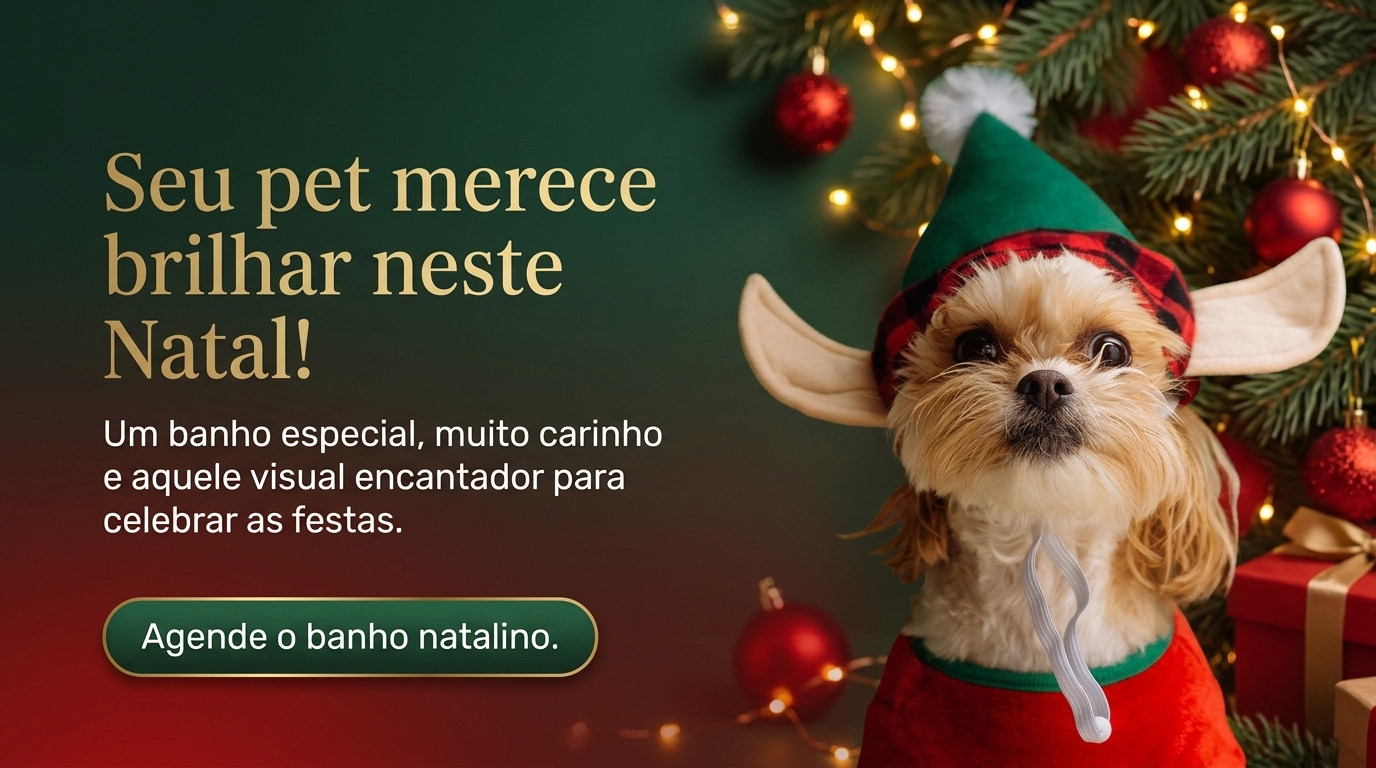 Seu pet merece
brilhar neste
Natal!
Um banho especial, muito carinho
e aquele visual encantador para
celebrar as festas.
Agende o banho natalino.